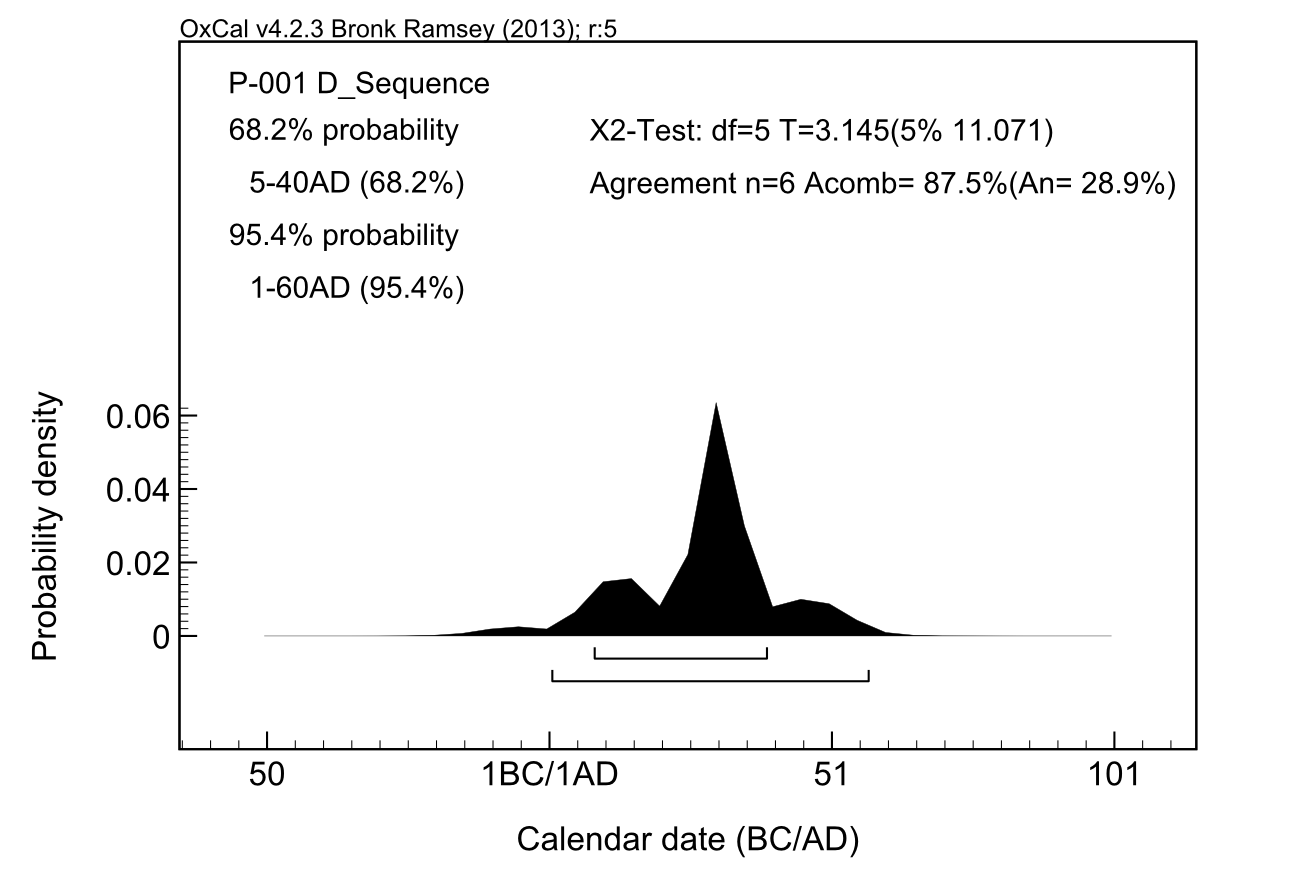 OxCal v4.2.3 Bronk Ramsey (2013); r:5
P-001 D_Sequence
68.2% probability
5-40AD (68.2%)
95.4% probability
1-60AD (95.4%)
X2-Test: df=5 T=3.145(5% 11.071)
Agreement n=6 Acomb= 87.5%(An= 28.9%)
Probability density
0.06
0.04
0.02
0
50
1BC/1AD
51
101
Calendar date (BC/AD)